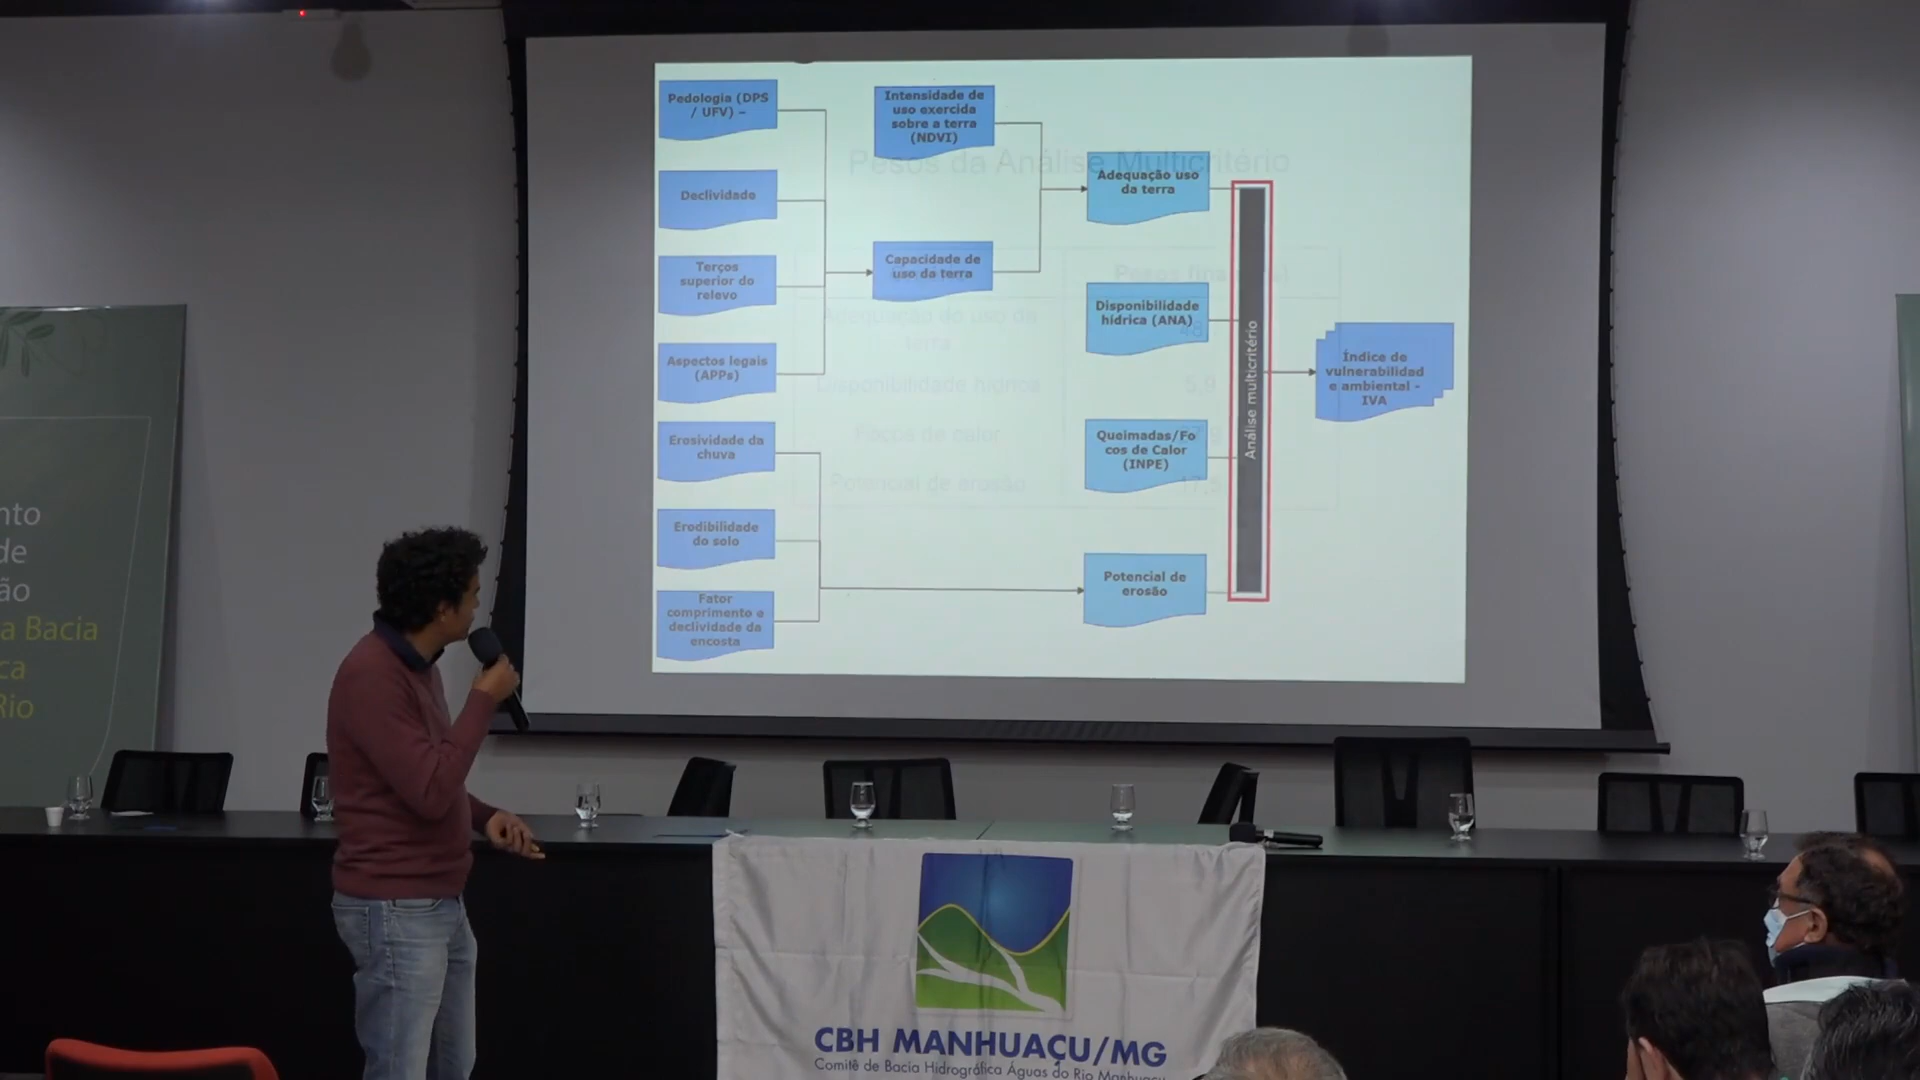 Pedologia (DPS
/ UFV) –
Declividade
Terços
superior do
relevo
Aspectos legais
(APPs)
Erosividade da
chuva
Erodibilidade
do solo
Fator
comprimento e
declividade da
encosta
Intensidade de
uso exercida
sobre a terra
(NDVI)
Capacidade de
uso da terra
Adequação uso
da terra
Disponibilidade
hídrica (ANA)
Queimadas/Fo
cos de Calor
(INPE)
Potencial de
erosão
Análise multicritério
Índice de
vulnerabilidad
e ambiental -
IVA
Pesos da Análise Multicritério
Adequação do uso da
terra
Disponibilidade hídrica
Focos de calor
Potencial de erosão
nto
de
ão
a Bacia
ca
Rio
CBH MANHUAÇU/MG
Comitê de Bacia Hidrográfica Águas do Rio Manhuaçu